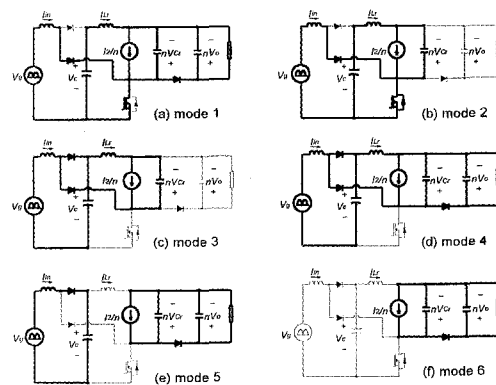 Iin ILr
Vg Vc I2/n nVCr nVo
(a) mode 1
Iin ILr
Vg Vc I2/n nVCr nVo
(b) mode 2
Iin ILr
Vg Vc I2/n nVCr nVo
(c) mode 3
Iin ILr
Vg Vc I2/n nVCr nVo
(d) mode 4
Iin ILr
Vg Vc I2/n nVCr nVo
(e) mode 5
Iin ILr
Vg Vc I2/n nVCr nVo
(f) mode 6